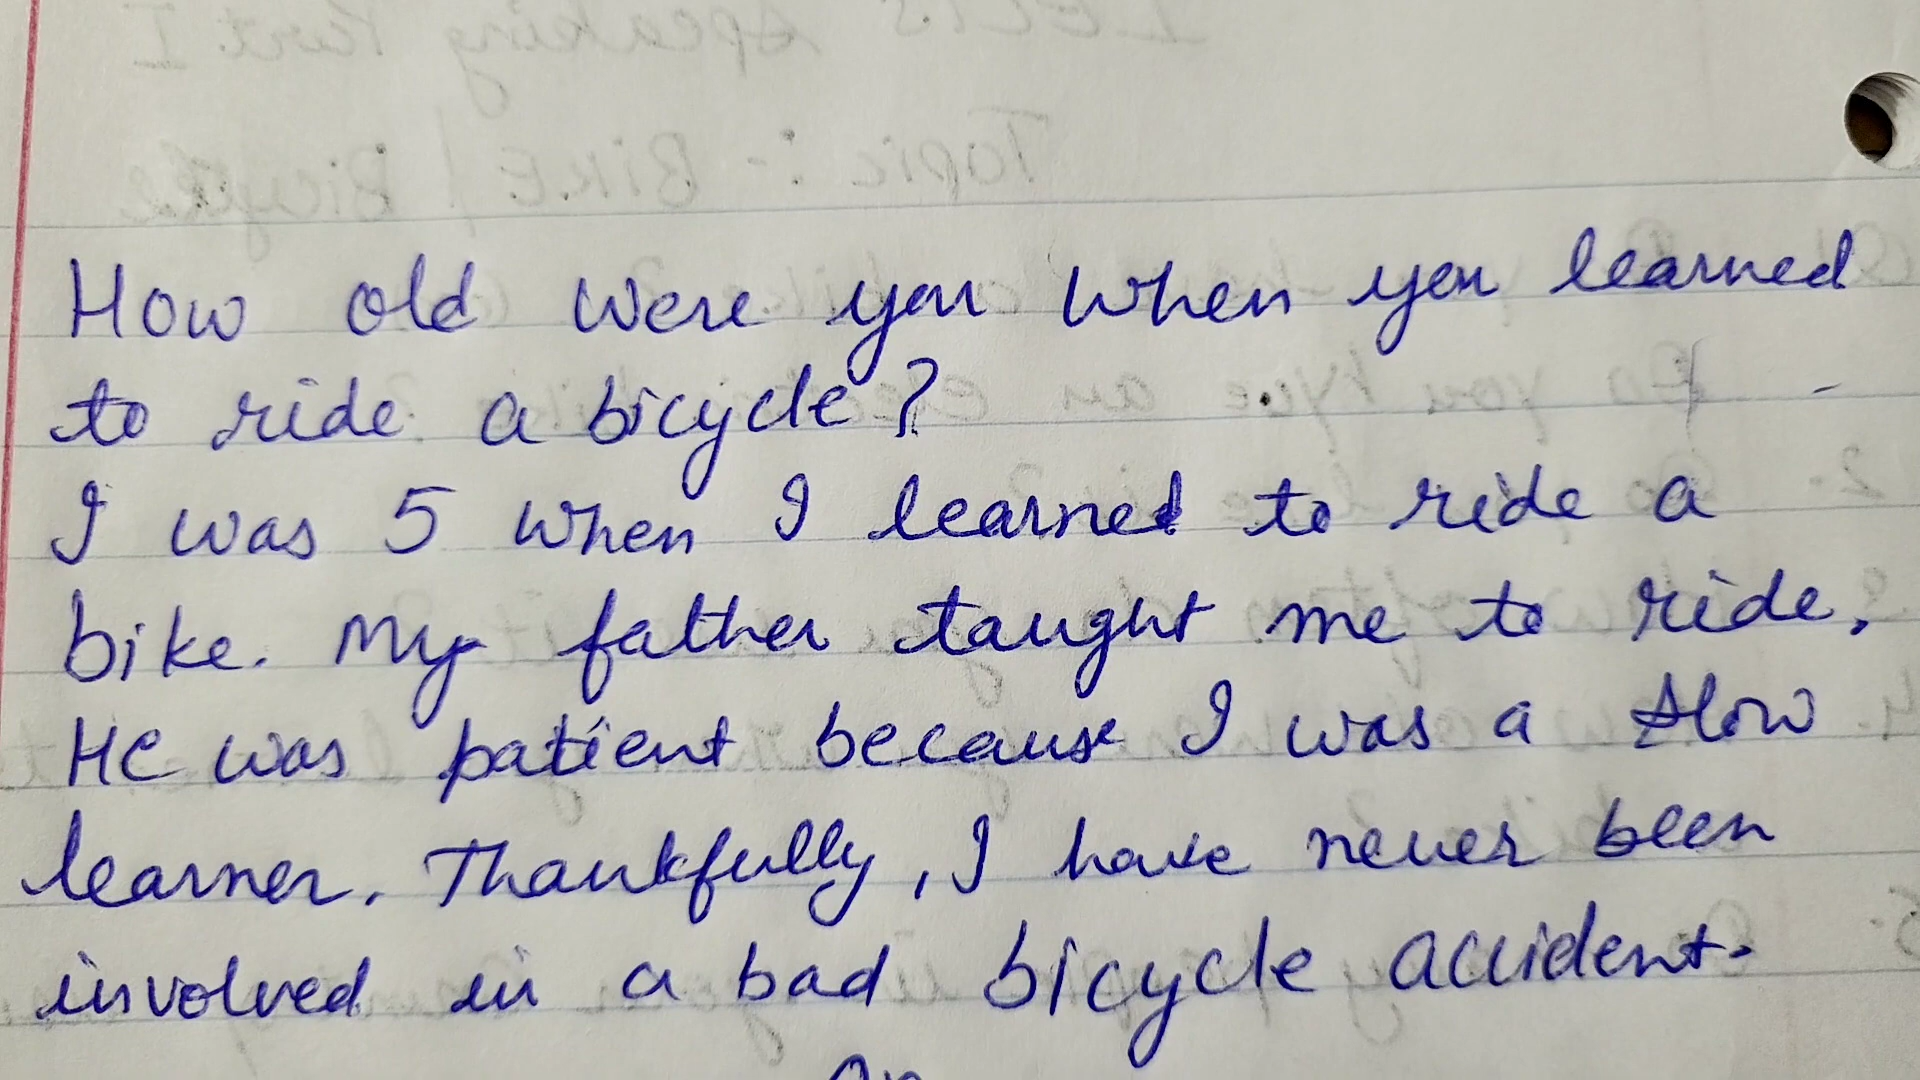 How old were you when you learned
to ride a bicycle?
I was 5 when I learned to ride a
bike. My father taught me to ride.
He was patient because I was a slow
learner. Thankfully, I have never been
involved in a bad bicycle accident.